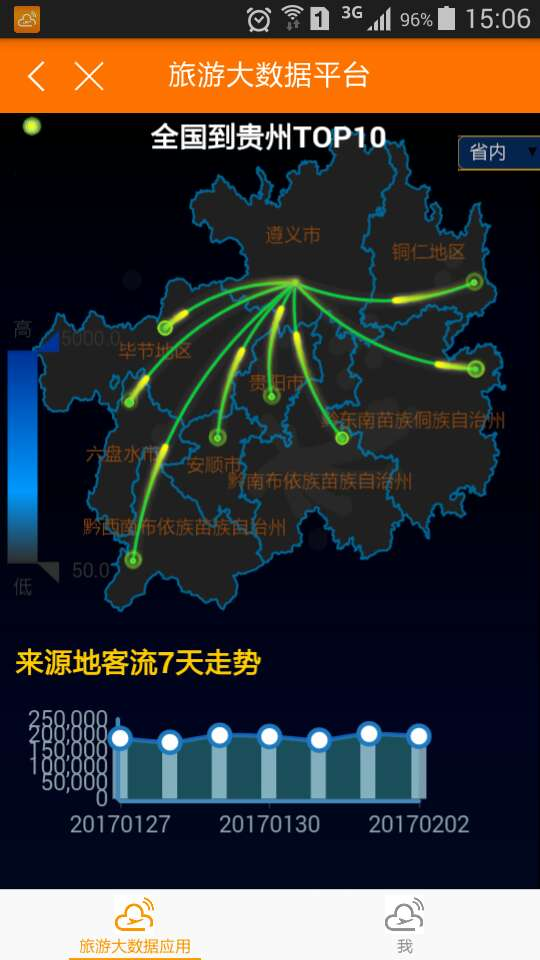 1 3G 96% 15:06
旅游大数据平台
全国到贵州TOP10
省内
遵义市
铜仁地区
高
5000.0
毕节地区
贵阳市
黔东南苗族侗族自治州
六盘水市
安顺市
黔南布依族苗族自治州
黔西南布依族苗族自治州
50.0
低
来源地客流7天走势
250,000
200,000
150,000
100,000
50,000
0
20170127 20170130 20170202
旅游大数据应用 我